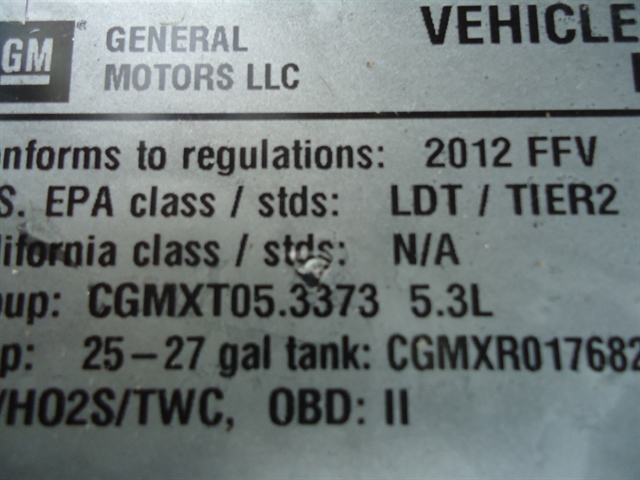 GM GENERAL MOTORS LLC
VEHICLE
onforms to regulations: 2012 FFV
S. EPA class / stds: LDT / TIER2
lifornia class / stds: N/A
oup: CGMXT05.3373 5.3L
p: 25-27 gal tank: CGMXR017682
/HO2S/TWC, OBD: II